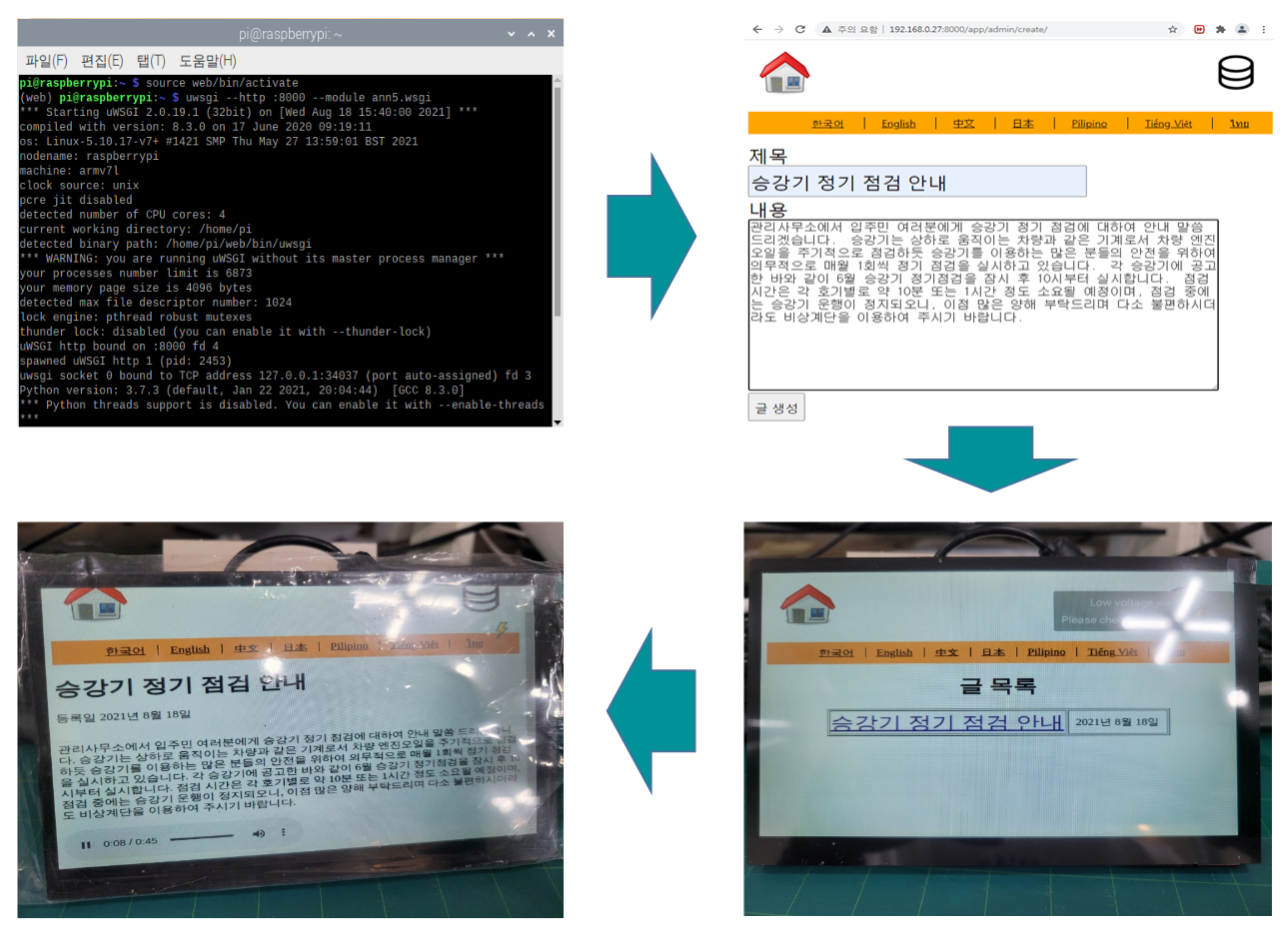 pi@raspberrypi: ~
파일(F) 편집(E) 탭(T) 도움말(H)
pi@raspberrypi:~ $ source web/bin/activate
(web) pi@raspberrypi:~ $ uwsgi --http :8000 --module ann5.wsgi
*** Starting uWSGI 2.0.19.1 (32bit) on [Wed Aug 18 15:40:00 2021] ***
compiled with version: 8.3.0 on 17 June 2020 09:19:11
os: Linux-5.10.17-v7+ #1421 SMP Thu May 27 13:59:01 BST 2021
nodename: raspberrypi
machine: armv7l
clock source: unix
pcre jit disabled
detected number of CPU cores: 4
current working directory: /home/pi
detected binary path: /home/pi/web/bin/uwsgi
*** WARNING: you are running uWSGI without its master process manager ***
your processes number limit is 6873
your memory page size is 4096 bytes
detected max file descriptor number: 1024
lock engine: pthread robust mutexes
thunder lock: disabled (you can enable it with --thunder-lock)
uWSGI http bound on :8000 fd 4
spawned uWSGI http 1 (pid: 2453)
uwsgi socket 0 bound to TCP address 127.0.0.1:34037 (port auto-assigned) fd 3
Python version: 3.7.3 (default, Jan 22 2021, 20:04:44) [GCC 8.3.0]
*** Python threads support is disabled. You can enable it with --enable-threads
***
주의 요함 | 192.168.0.27:8000/app/admin/create/
한국어 | English | 中文 | 日本 | Pilipino | Tiếng Việt | ไทย
제목
승강기 정기 점검 안내
내용
관리사무소에서 입주민 여러분에게 승강기 정기 점검에 대하여 안내 말씀
드리겠습니다. 승강기는 상하로 움직이는 차량과 같은 기계로서 차량 엔진
오일을 주기적으로 점검하듯 승강기를 이용하는 많은 분들의 안전을 위하여
의무적으로 매월 1회씩 정기 점검을 실시하고 있습니다. 각 승강기에 공고
한 바와 같이 6월 승강기 정기점검을 잠시 후 10시부터 실시합니다. 점검
시간은 각 호기별로 약 10분 또는 1시간 정도 소요될 예정이며, 점검 중에
는 승강기 운행이 정지되오니, 이점 많은 양해 부탁드리며 다소 불편하시더
라도 비상계단을 이용하여 주시기 바랍니다.
글 생성
Low voltage
Please
한국어 | English | 中文 | 日本 | Pilipino | Tiếng Việt |
글 목록
승강기 정기 점검 안내 2021년 8월 18일
한국어 | English | 中文 | 日本 | Pilipino | Tiếng Việt | ไทย
승강기 정기 점검 안내
등록일 2021년 8월 18일
관리사무소에서 입주민 여러분에게 승강기 정기 점검에 대하여 안내 말씀
다. 승강기는 상하로 움직이는 차량과 같은 기계로서 차량 엔진오일을 주기적으로 점검
하듯 승강기를 이용하는 많은 분들의 안전을 위하여 의무적으로 매월 1회씩 정기 점검
을 실시하고 있습니다. 각 승강기에 공고한 바와 같이 6월 승강기 정기점검을 잠시 후 10
시부터 실시합니다. 점검 시간은 각 호기별로 약 10분 또는 1시간 정도 소요될 예정이며,
점검 중에는 승강기 운행이 정지되오니, 이점 많은 양해 부탁드리며 다소 불편하시더라
도 비상계단을 이용하여 주시기 바랍니다.
0:08 / 0:45